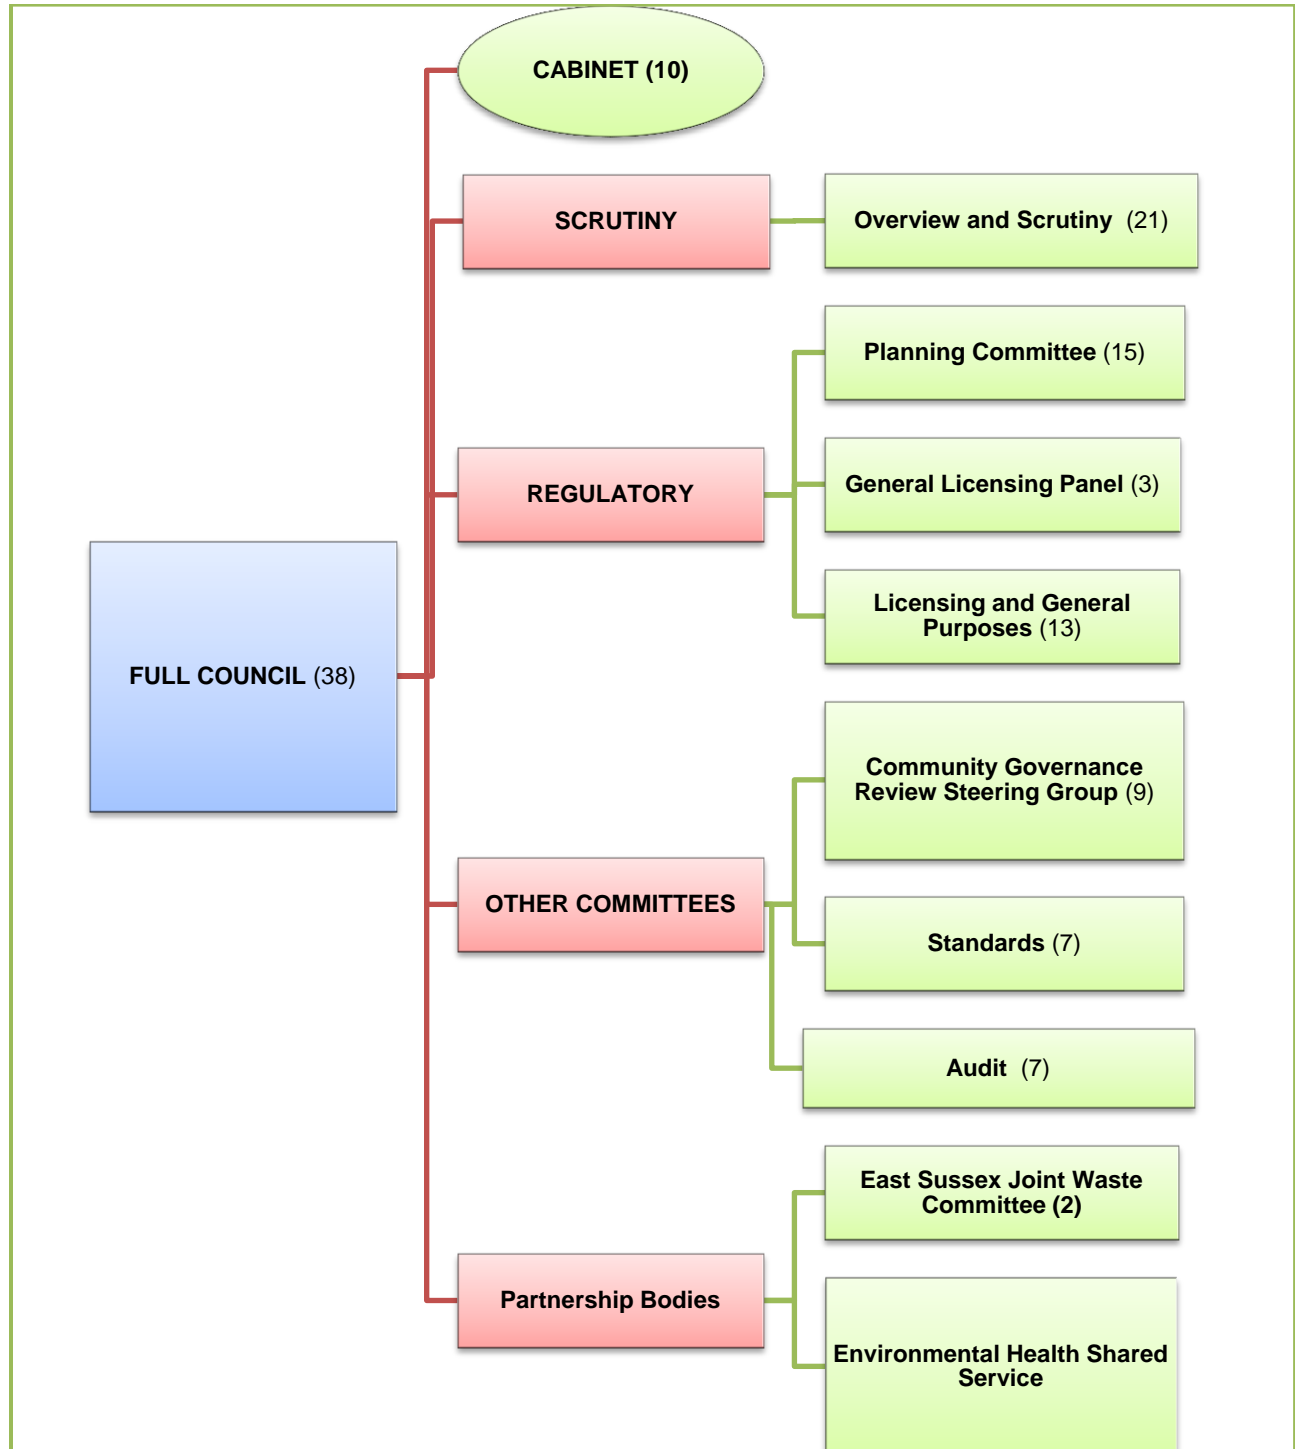 CABINET (10)
SCRUTINY
Overview and Scrutiny (21)
Planning Committee (15)
REGULATORY
General Licensing Panel (3)
Licensing and General
Purposes (13)
FULL COUNCIL (38)
Community Governance
Review Steering Group (9)
OTHER COMMITTEES
Standards (7)
Audit (7)
East Sussex Joint Waste
Committee (2)
Partnership Bodies
Environmental Health Shared
Service